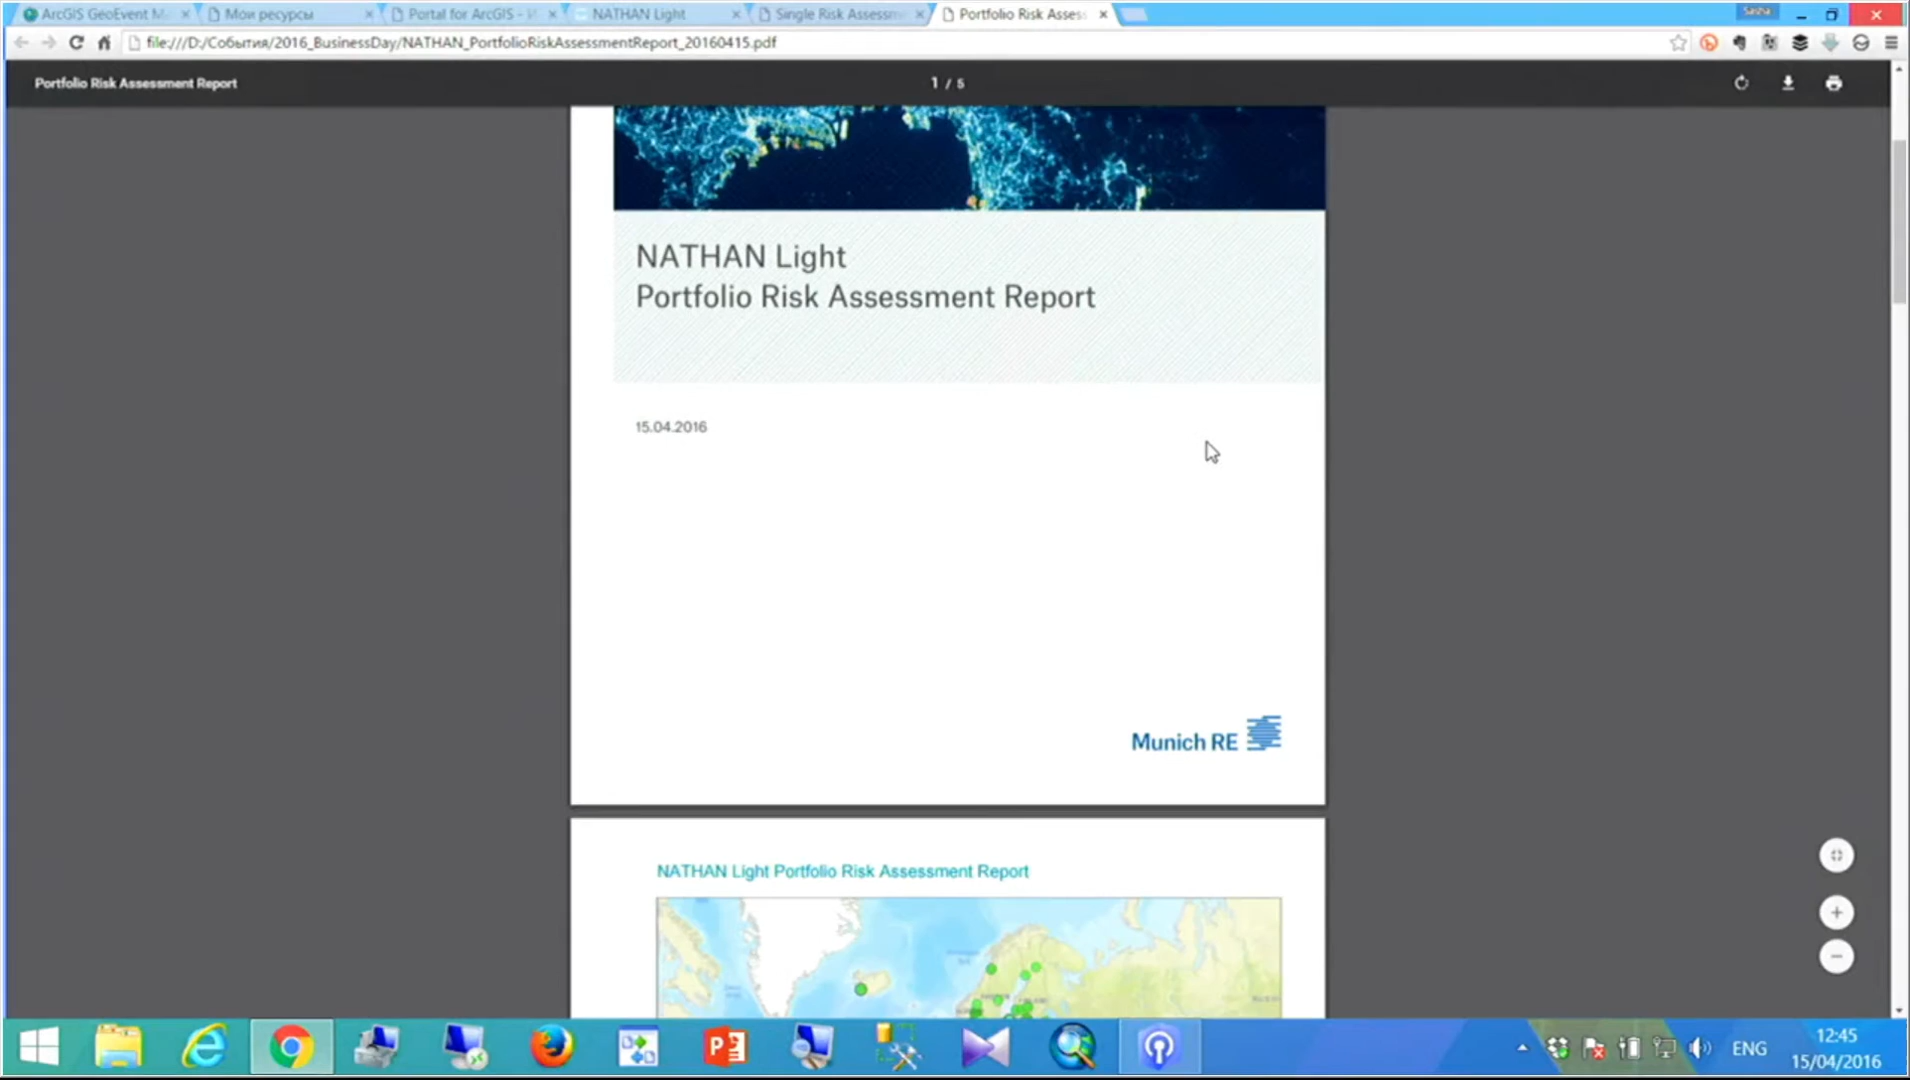 ArcGIS GeoEvent M
Мои ресурсы
Portal for ArcGIS - И
NATHAN Light
Single Risk Assessm
Portfolio Risk Asses
Sasha
file:///D:/События/2016_BusinessDay/NATHAN_PortfolioRiskAssessmentReport_20160415.pdf
Portfolio Risk Assessment Report
1 / 5
NATHAN Light
Portfolio Risk Assessment Report
15.04.2016
Munich RE
NATHAN Light Portfolio Risk Assessment Report
ENG
12:45
15/04/2016